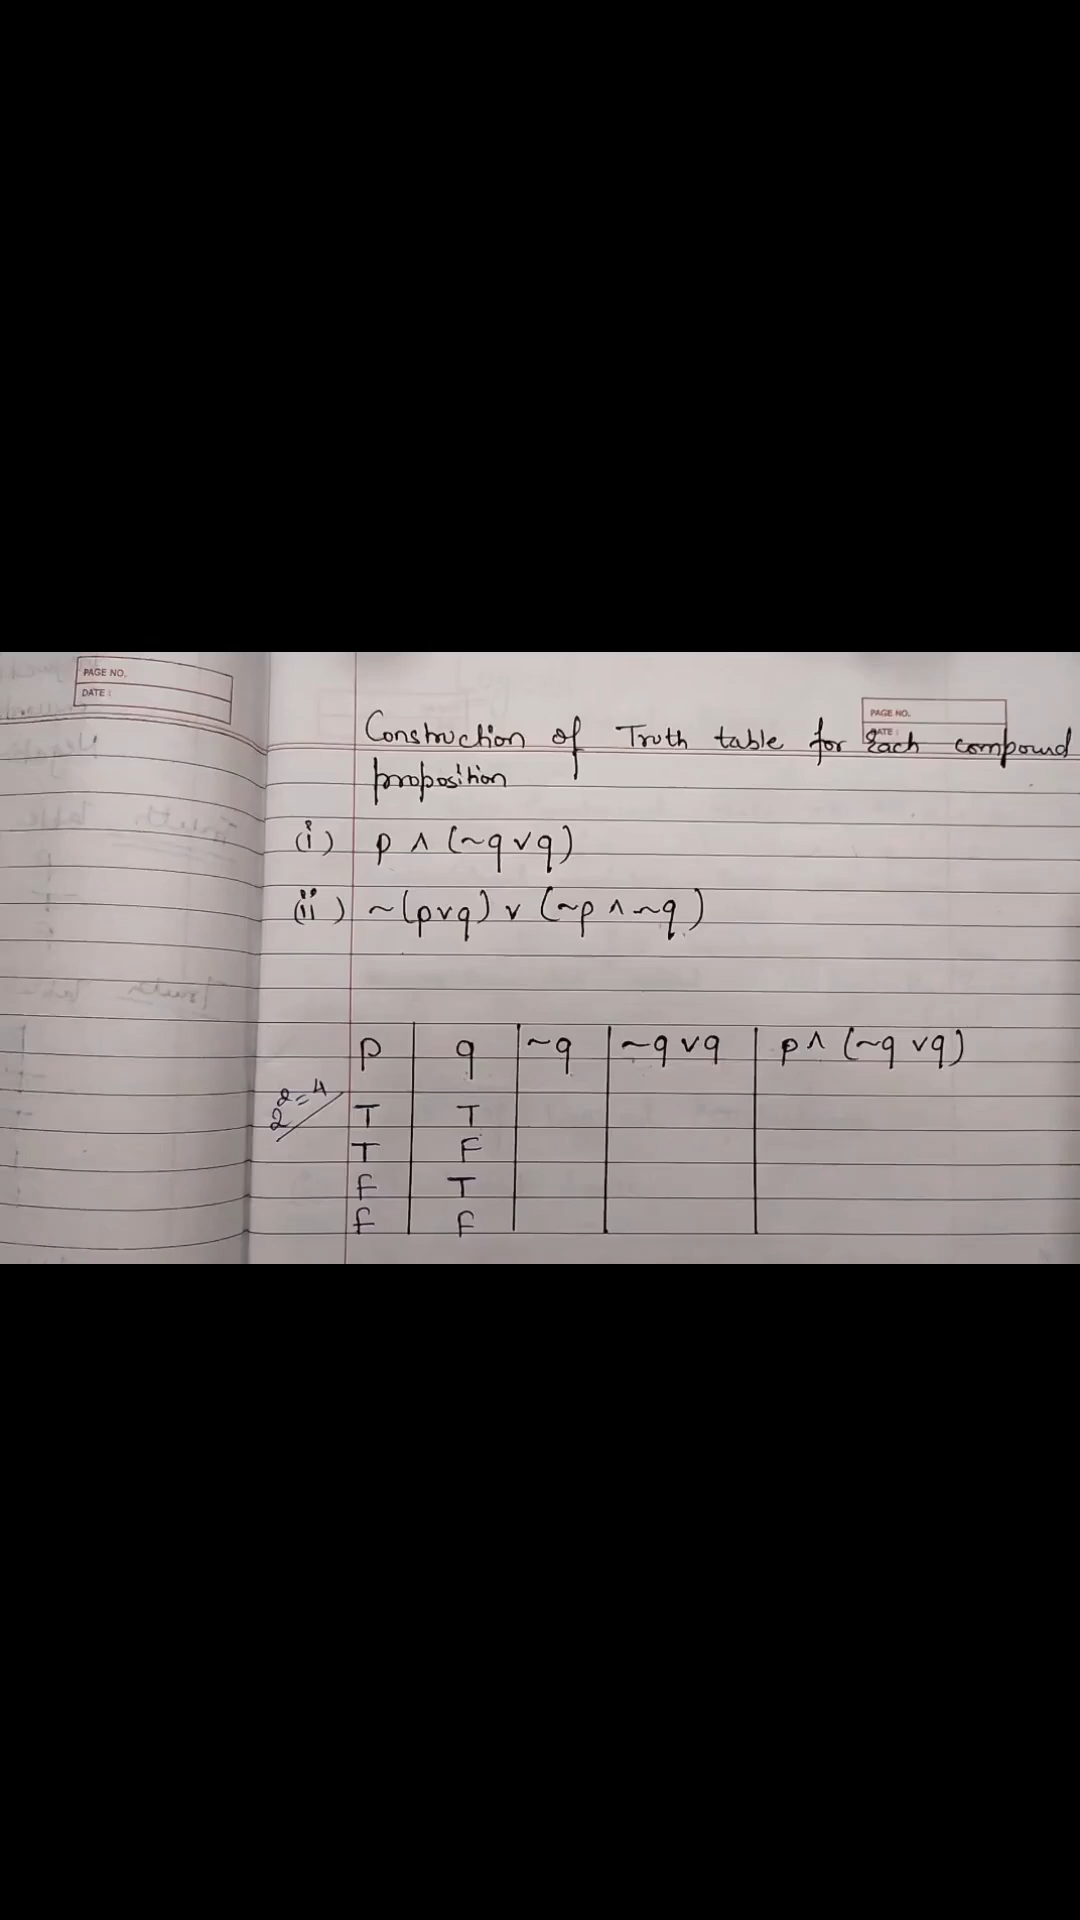 PAGE NO.
DATE :
PAGE NO.
DATE :
Construction of Truth table for Each compound
proposition
(i) p ∧ (~q ∨ q)
(ii) ~(p∨q) ∨ (~p ∧ ~q)
p q ~q ~q ∨ q p ∧ (~q ∨ q)
2² = 4
T T
T F
F T
F F